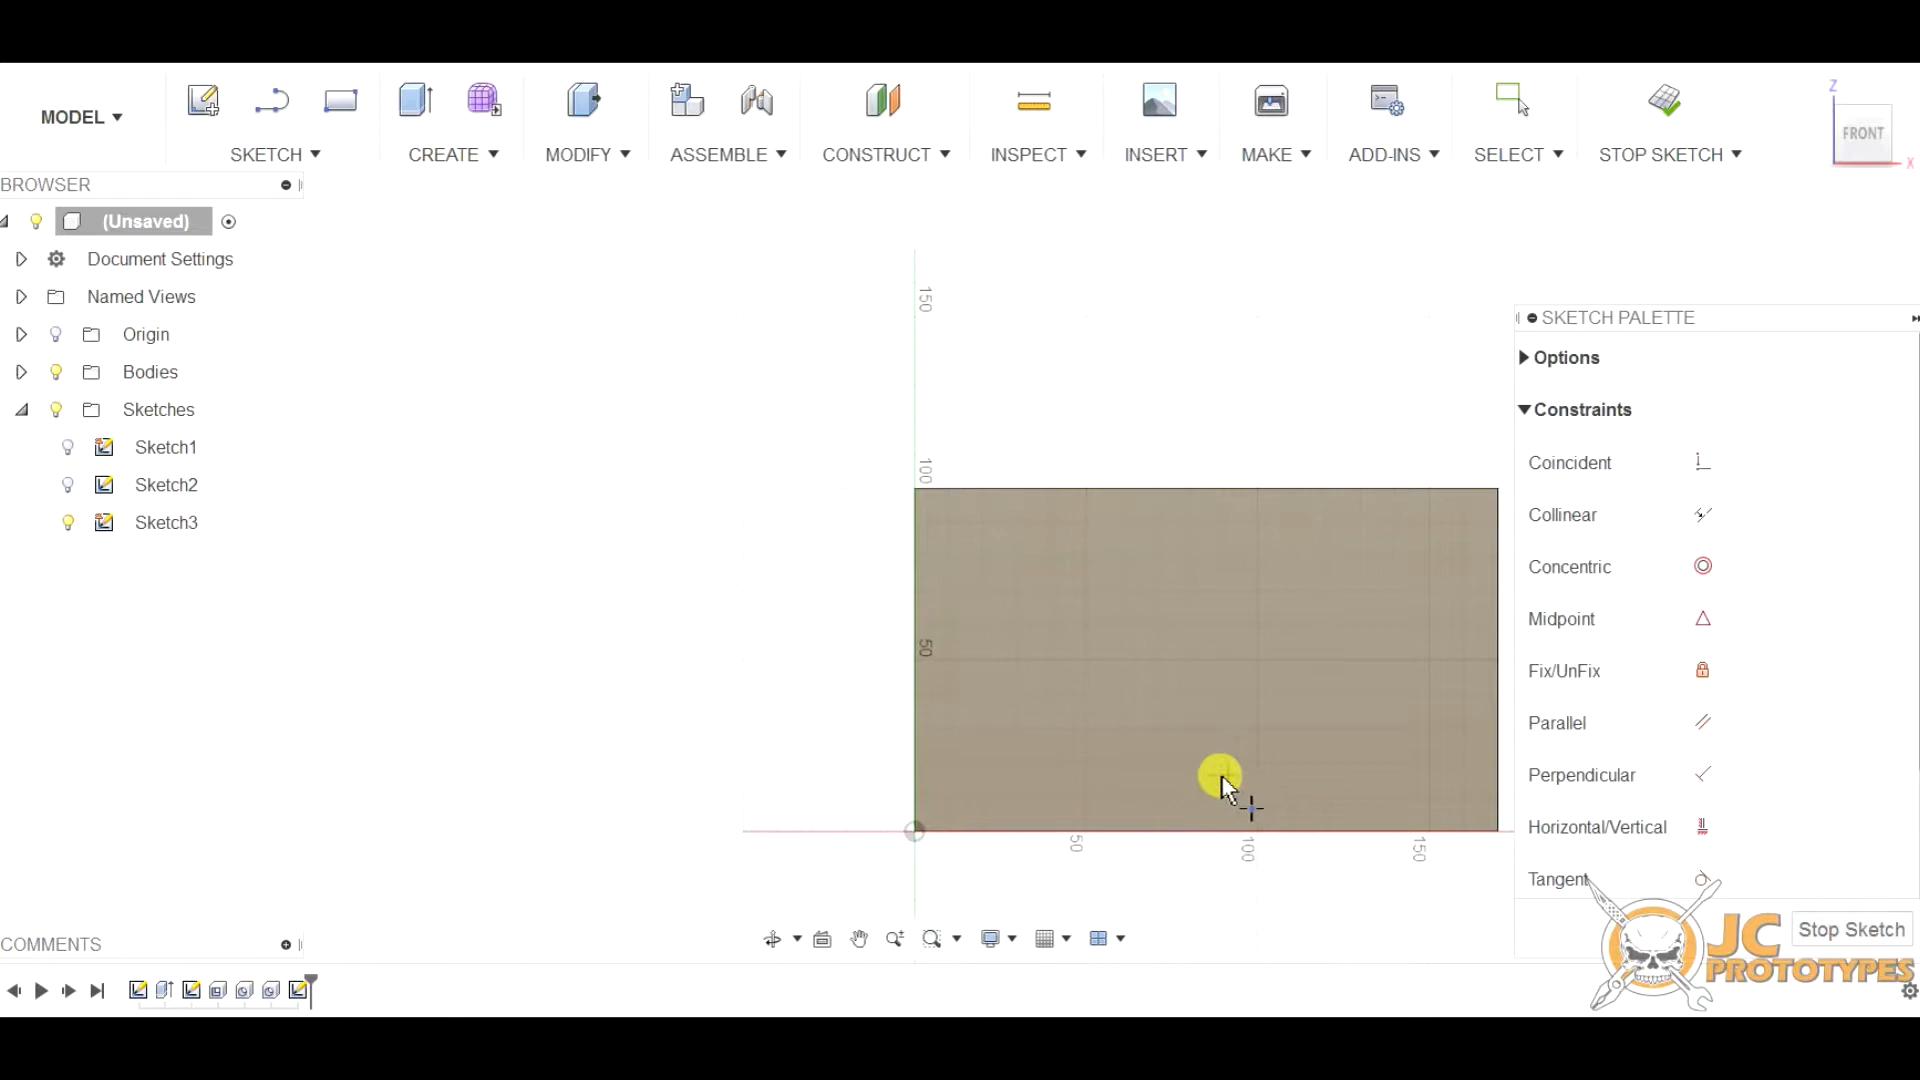 MODEL
SKETCH
CREATE
MODIFY
ASSEMBLE
CONSTRUCT
INSPECT
INSERT
MAKE
ADD-INS
SELECT
STOP SKETCH
Z
FRONT
X
BROWSER
(Unsaved)
Document Settings
Named Views
Origin
Bodies
Sketches
Sketch1
Sketch2
Sketch3
150
100
50
50
100
150
SKETCH PALETTE
Options
Constraints
Coincident
Collinear
Concentric
Midpoint
Fix/UnFix
Parallel
Perpendicular
Horizontal/Vertical
Tangent
Stop Sketch
JC
PROTOTYPES
COMMENTS